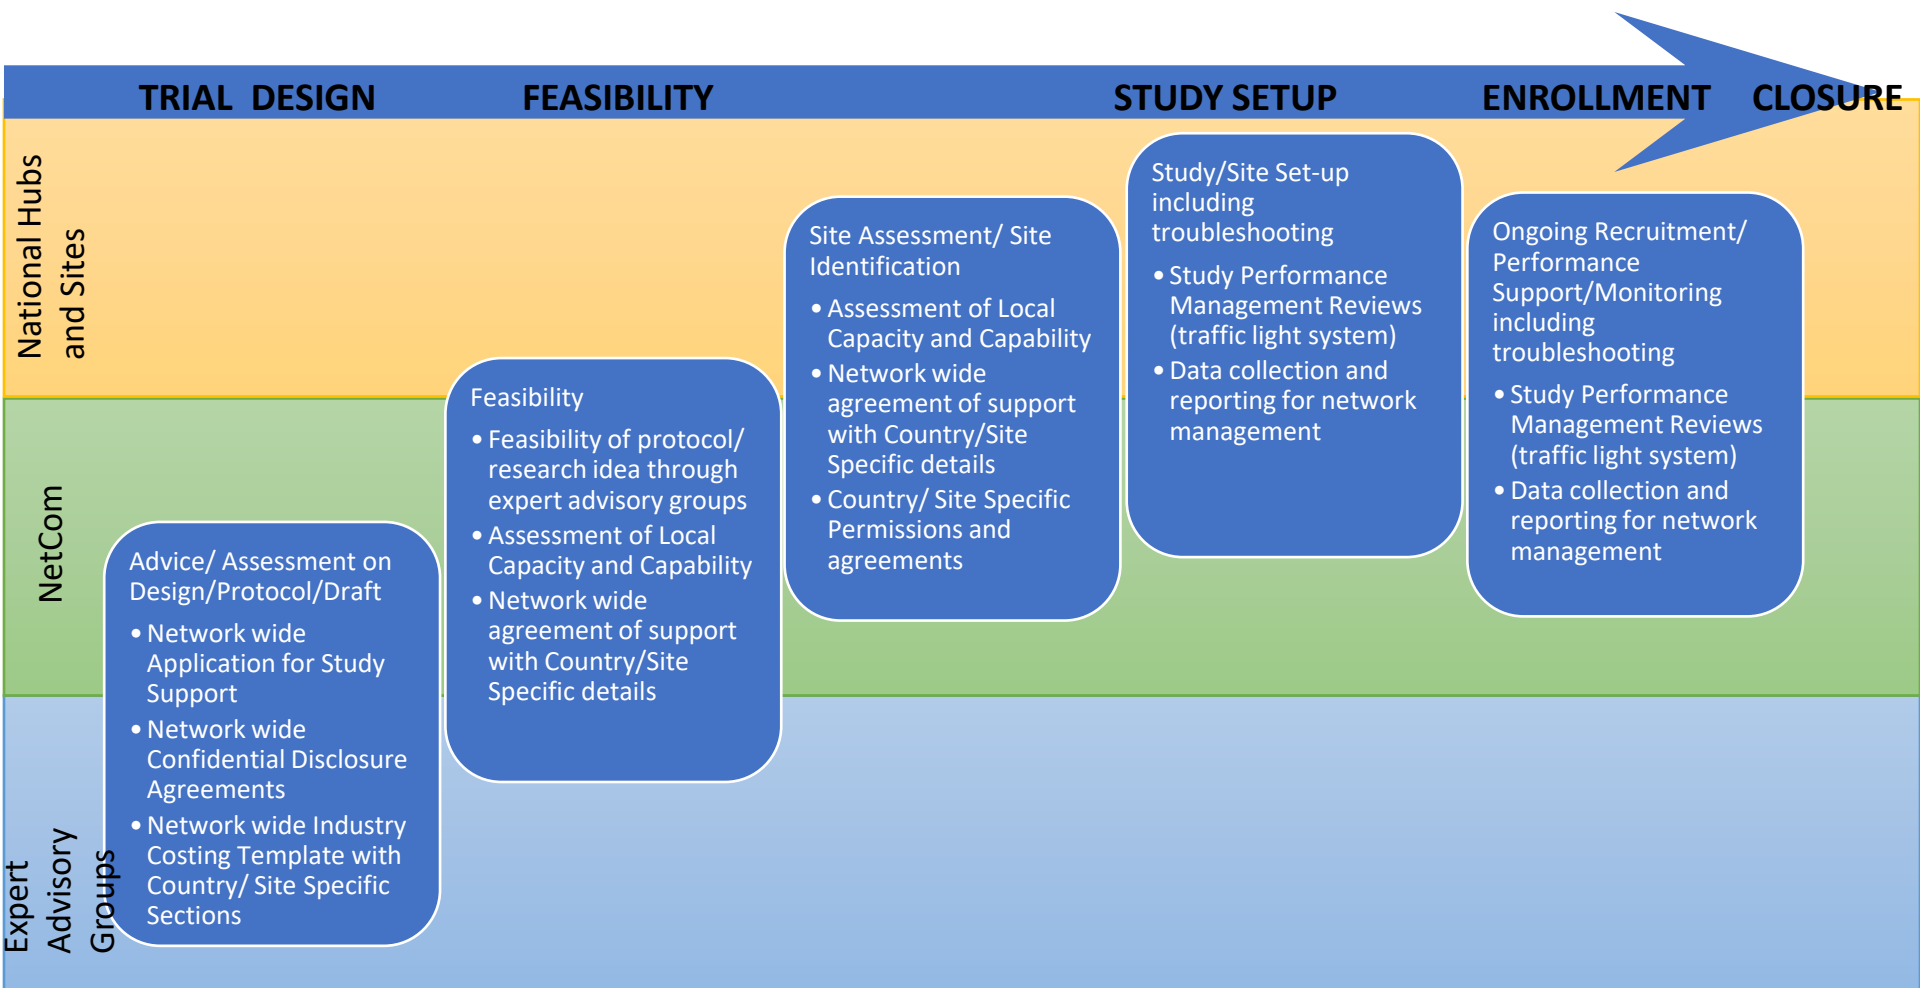 TRIAL DESIGN
FEASIBILITY
STUDY SETUP
ENROLLMENT
CLOSURE
National Hubs
and Sites
NetCom
Expert
Advisory
Groups
Advice/ Assessment on
Design/Protocol/Draft
• Network wide
Application for Study
Support
• Network wide
Confidential Disclosure
Agreements
• Network wide Industry
Costing Template with
Country/ Site Specific
Sections
Feasibility
• Feasibility of protocol/
research idea through
expert advisory groups
• Assessment of Local
Capacity and Capability
• Network wide
agreement of support
with Country/Site
Specific details
Site Assessment/ Site
Identification
• Assessment of Local
Capacity and Capability
• Network wide
agreement of support
with Country/Site
Specific details
• Country/ Site Specific
Permissions and
agreements
Study/Site Set-up
including
troubleshooting
• Study Performance
Management Reviews
(traffic light system)
• Data collection and
reporting for network
management
Ongoing Recruitment/
Performance
Support/Monitoring
including
troubleshooting
• Study Performance
Management Reviews
(traffic light system)
• Data collection and
reporting for network
management